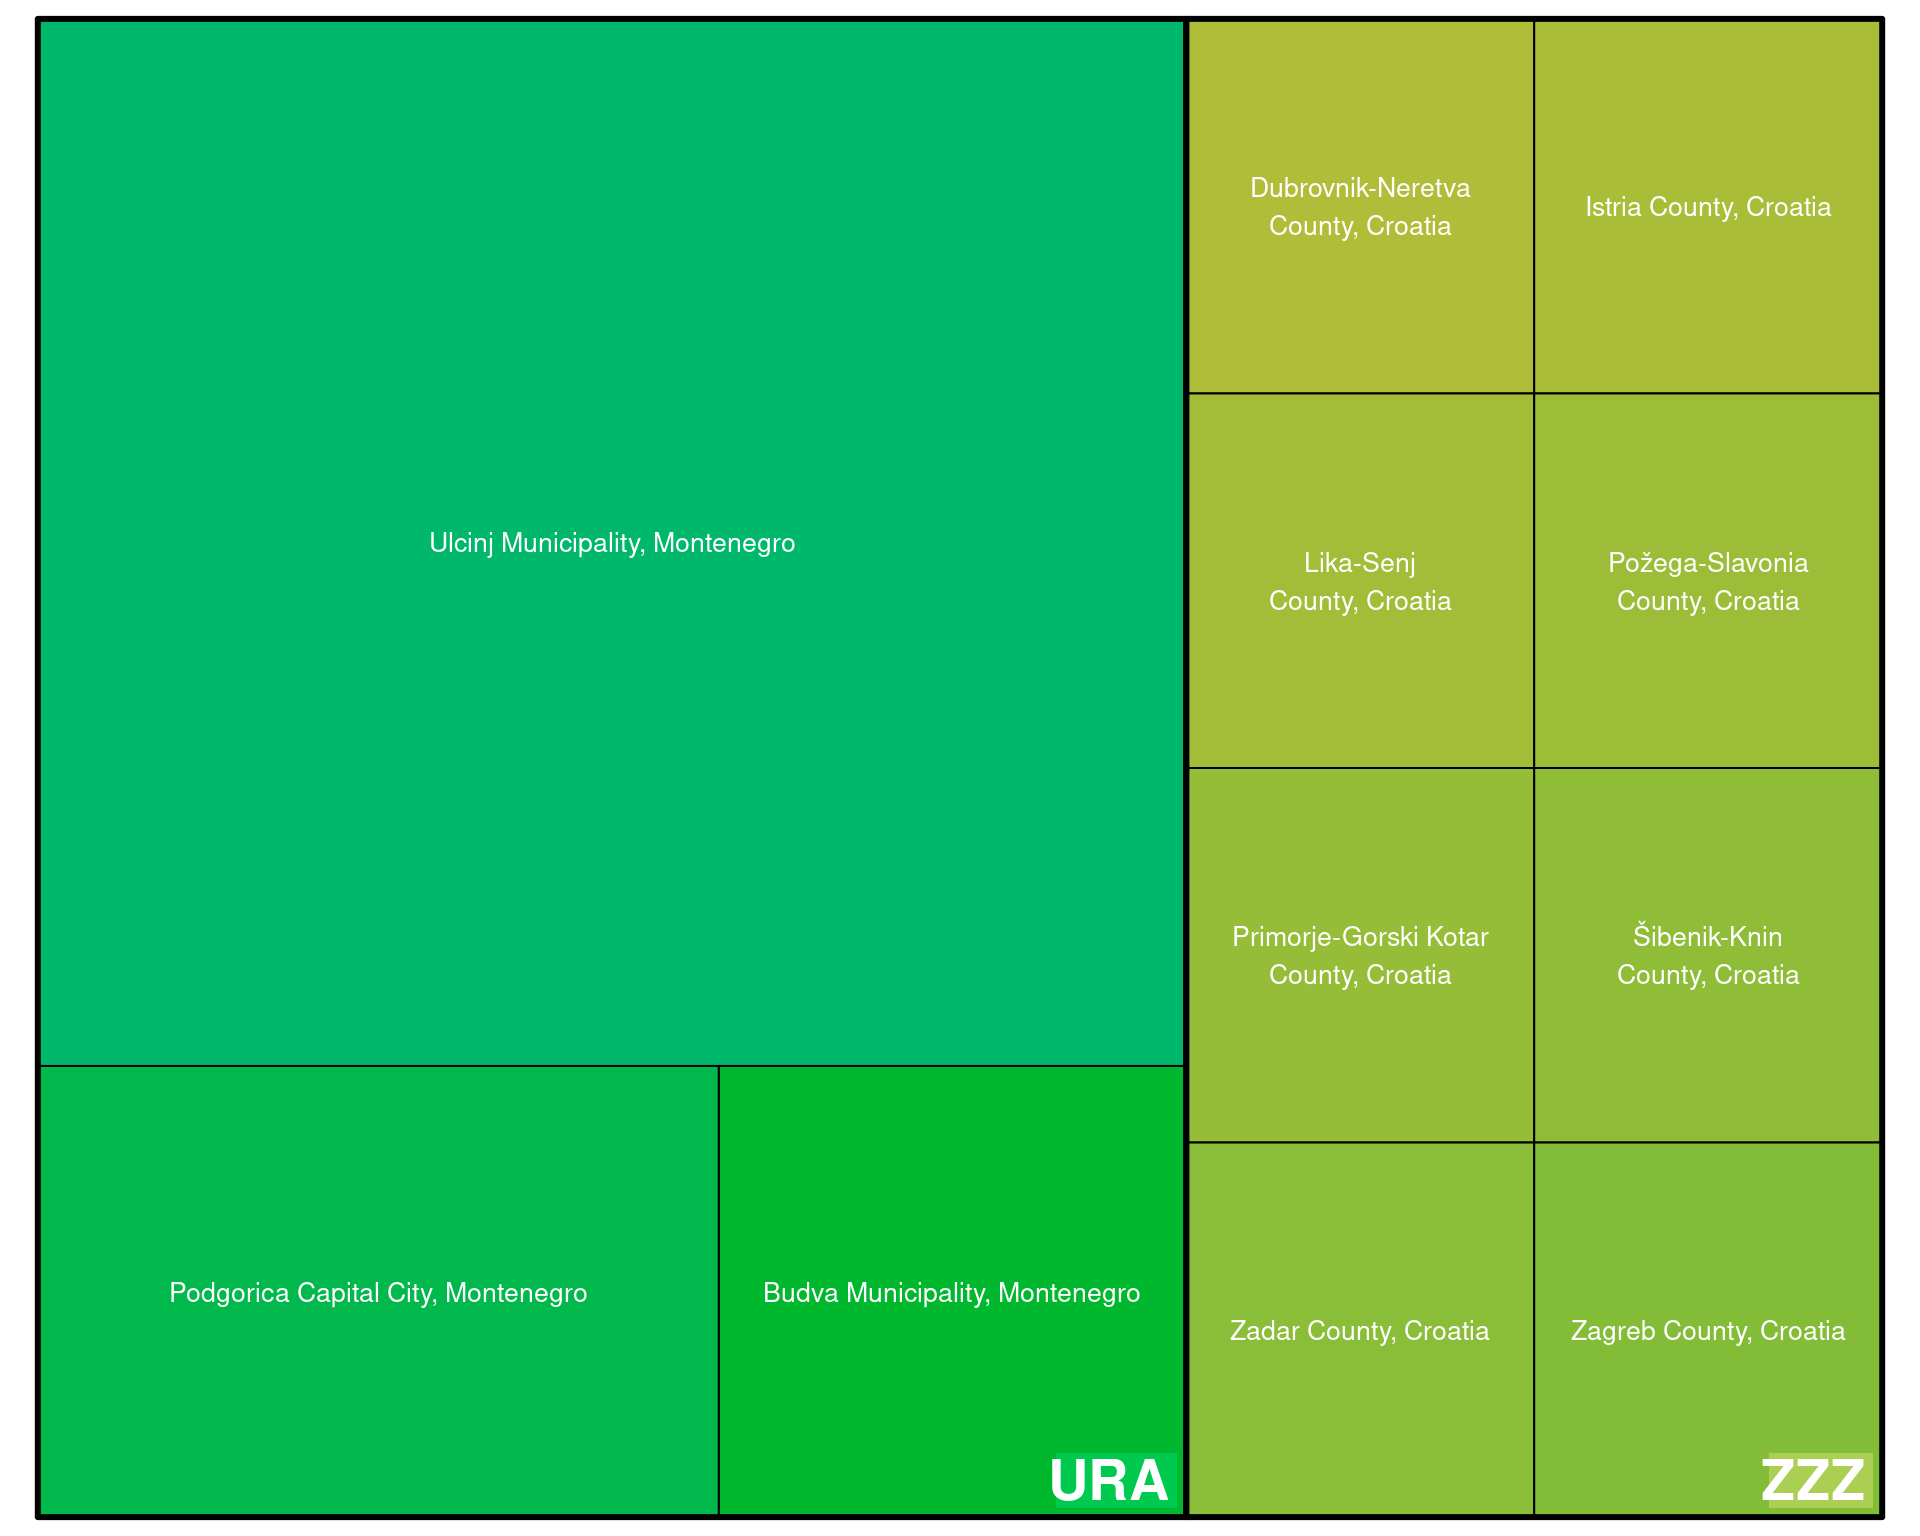 Ulcinj Municipality, Montenegro
Podgorica Capital City, Montenegro
Budva Municipality, Montenegro
URA
Dubrovnik-Neretva
County, Croatia
Istria County, Croatia
Lika-Senj
County, Croatia
Požega-Slavonia
County, Croatia
Primorje-Gorski Kotar
County, Croatia
Šibenik-Knin
County, Croatia
Zadar County, Croatia
Zagreb County, Croatia
ZZZ